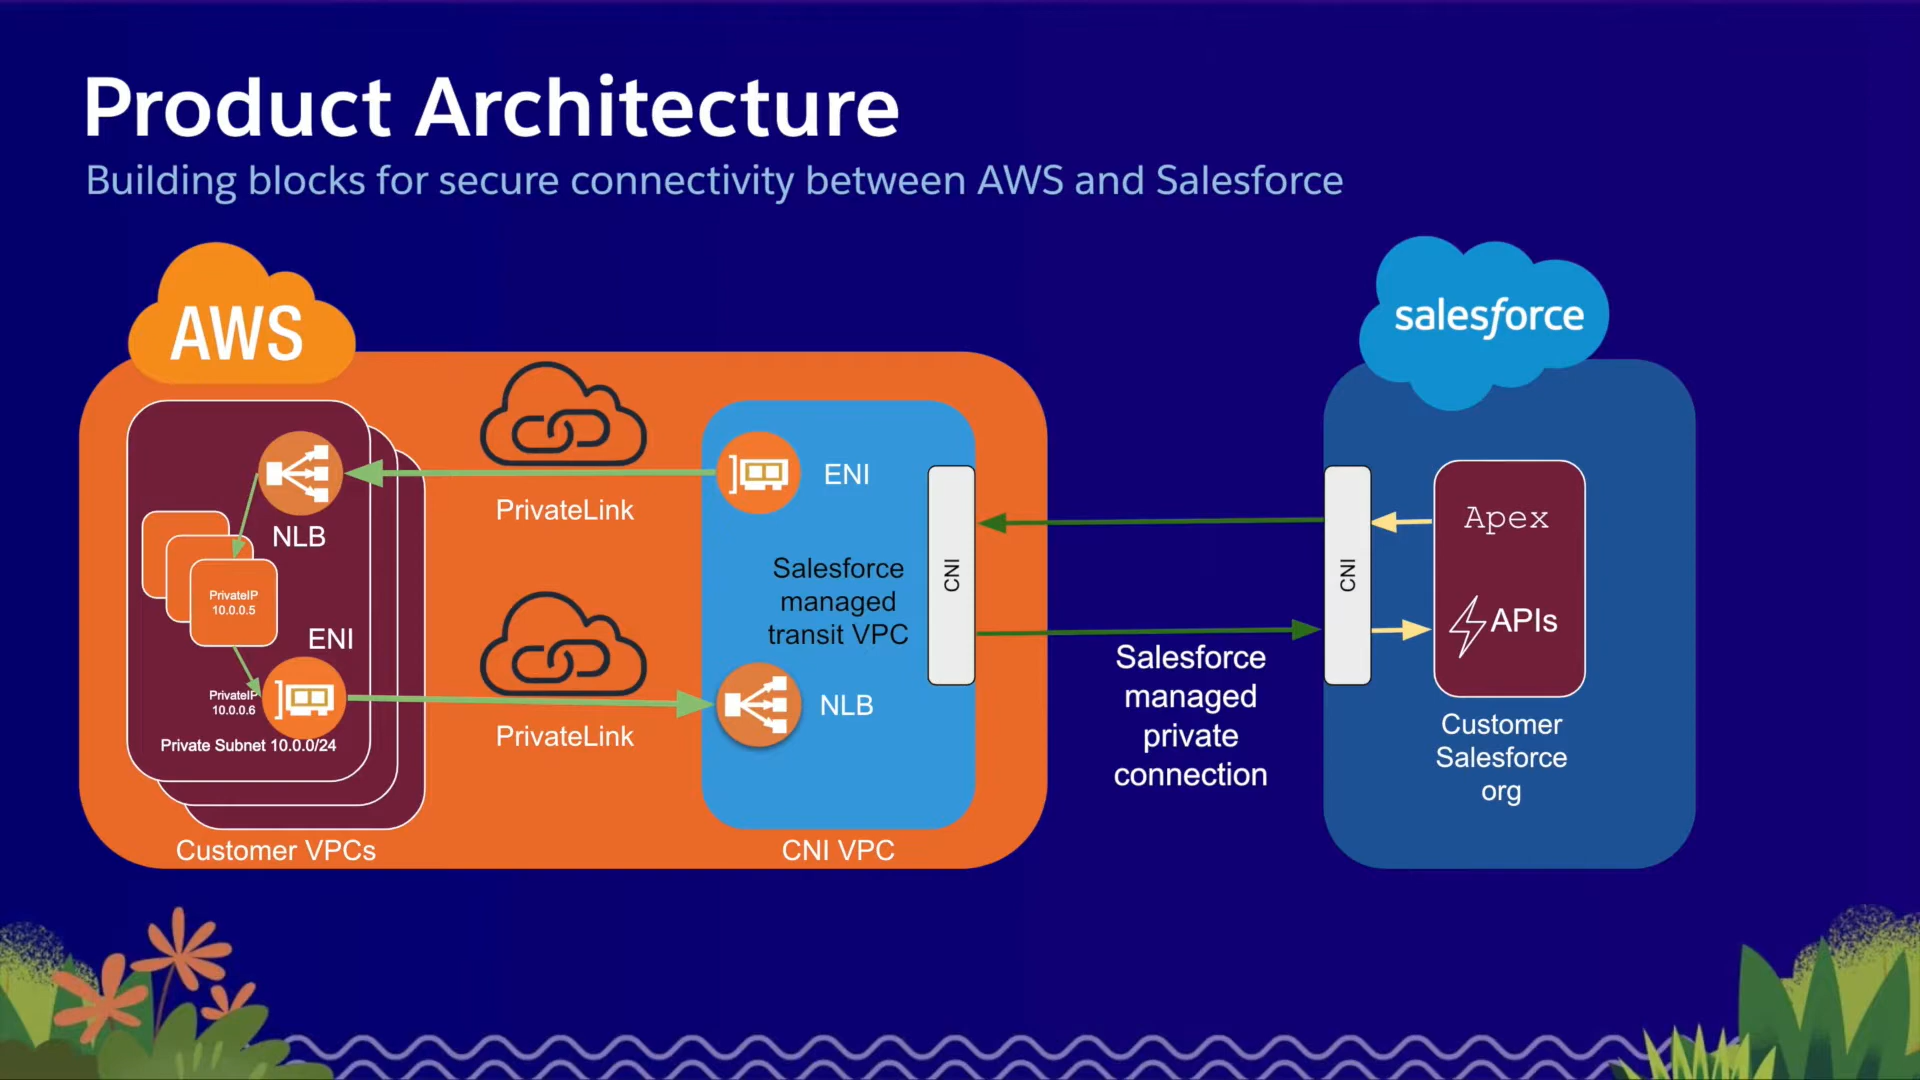 Product Architecture
Building blocks for secure connectivity between AWS and Salesforce
AWS
salesforce
NLB
PrivateIP
10.0.0.5
ENI
PrivateIP
10.0.0.6
Private Subnet 10.0.0/24
Customer VPCs
PrivateLink
PrivateLink
ENI
Salesforce
managed
transit VPC
NLB
CNI
CNI VPC
Salesforce
managed
private
connection
CNI
Apex
APIs
Customer
Salesforce
org